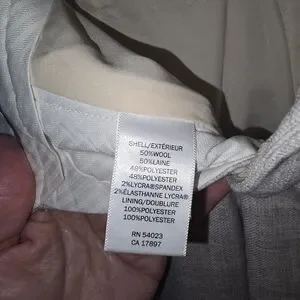 SHELL/EXTÉRIEUR
50%WOOL
50%LAINE
48%POLYESTER
48%POLYESTER
2%LYCRA®SPANDEX
2%ÉLASTHANNE LYCRA®
LINING/DOUBLURE
100%POLYESTER
100%POLYESTER
RN 54023
CA 17897